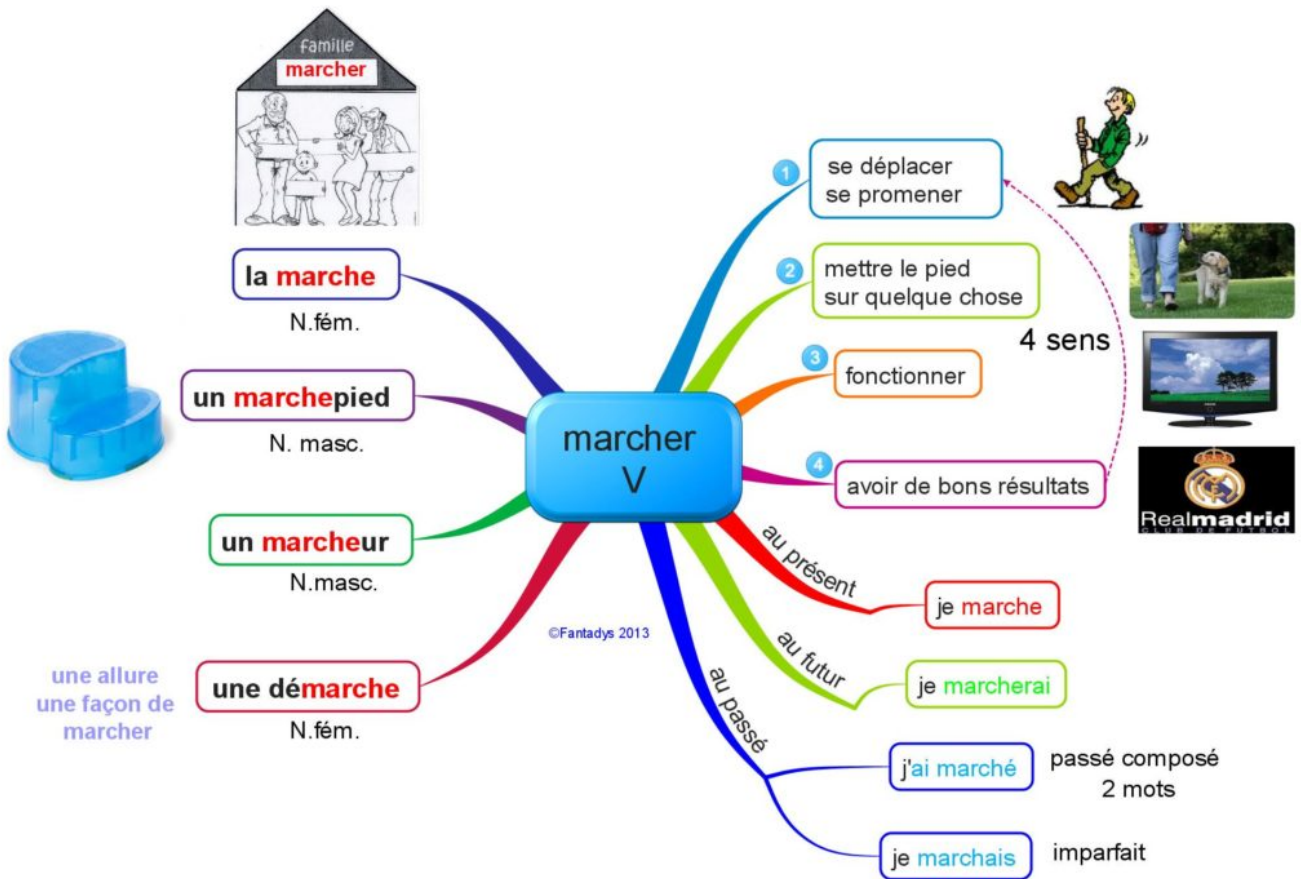 famille
marcher
la marche
N.fém.
un marchepied
N. masc.
un marcheur
N.masc.
une allure
une façon de
marcher
une démarche
N.fém.
marcher
V
©Fantadys 2013
1
se déplacer
se promener
2
mettre le pied
sur quelque chose
4 sens
3
fonctionner
4
avoir de bons résultats
Realmadrid
CLUB DE FUTBOL
au présent
je marche
au futur
je marcherai
au passé
j'ai marché
passé composé
2 mots
je marchais
imparfait